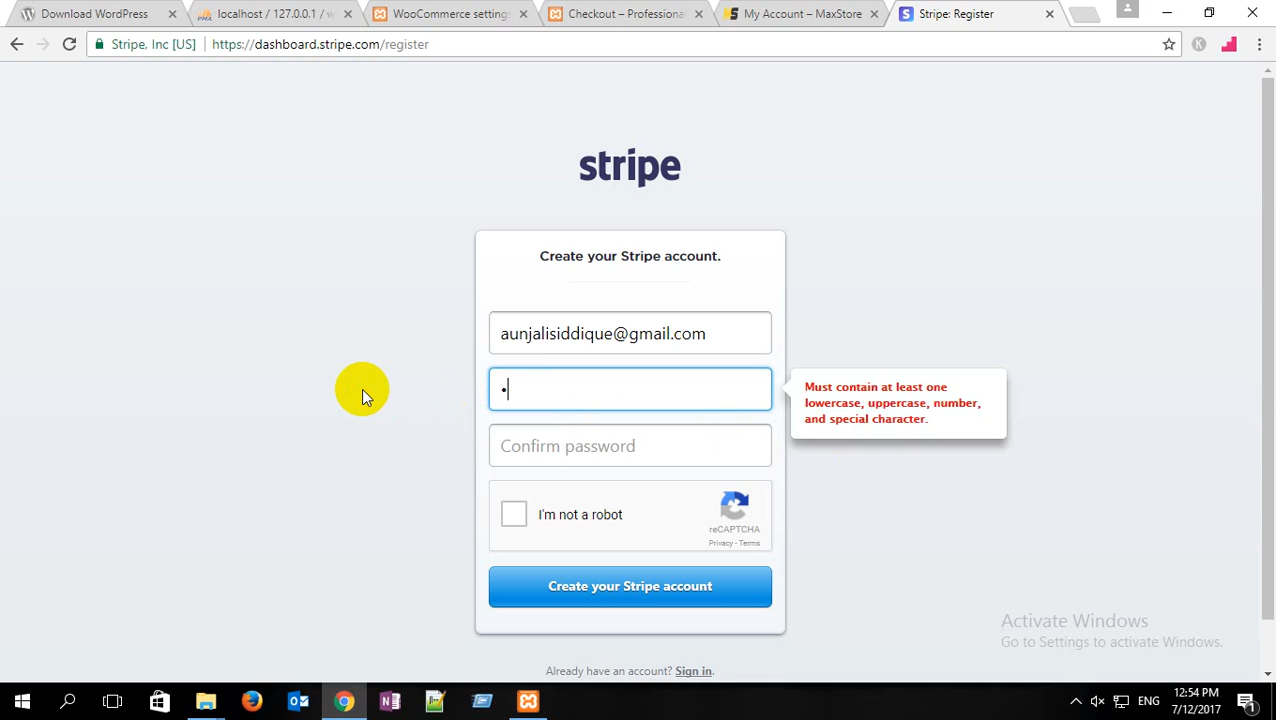 Download WordPress
localhost / 127.0.0.1 / w
WooCommerce settings
Checkout – Professiona
My Account – MaxStore
Stripe: Register
Stripe, Inc [US]
https://dashboard.stripe.com/register
stripe
Create your Stripe account.
aunjalisiddique@gmail.com
Must contain at least one
lowercase, uppercase, number,
and special character.
Confirm password
I'm not a robot
reCAPTCHA
Privacy - Terms
Create your Stripe account
Already have an account? Sign in.
Activate Windows
Go to Settings to activate Windows.
ENG
12:54 PM
7/12/2017